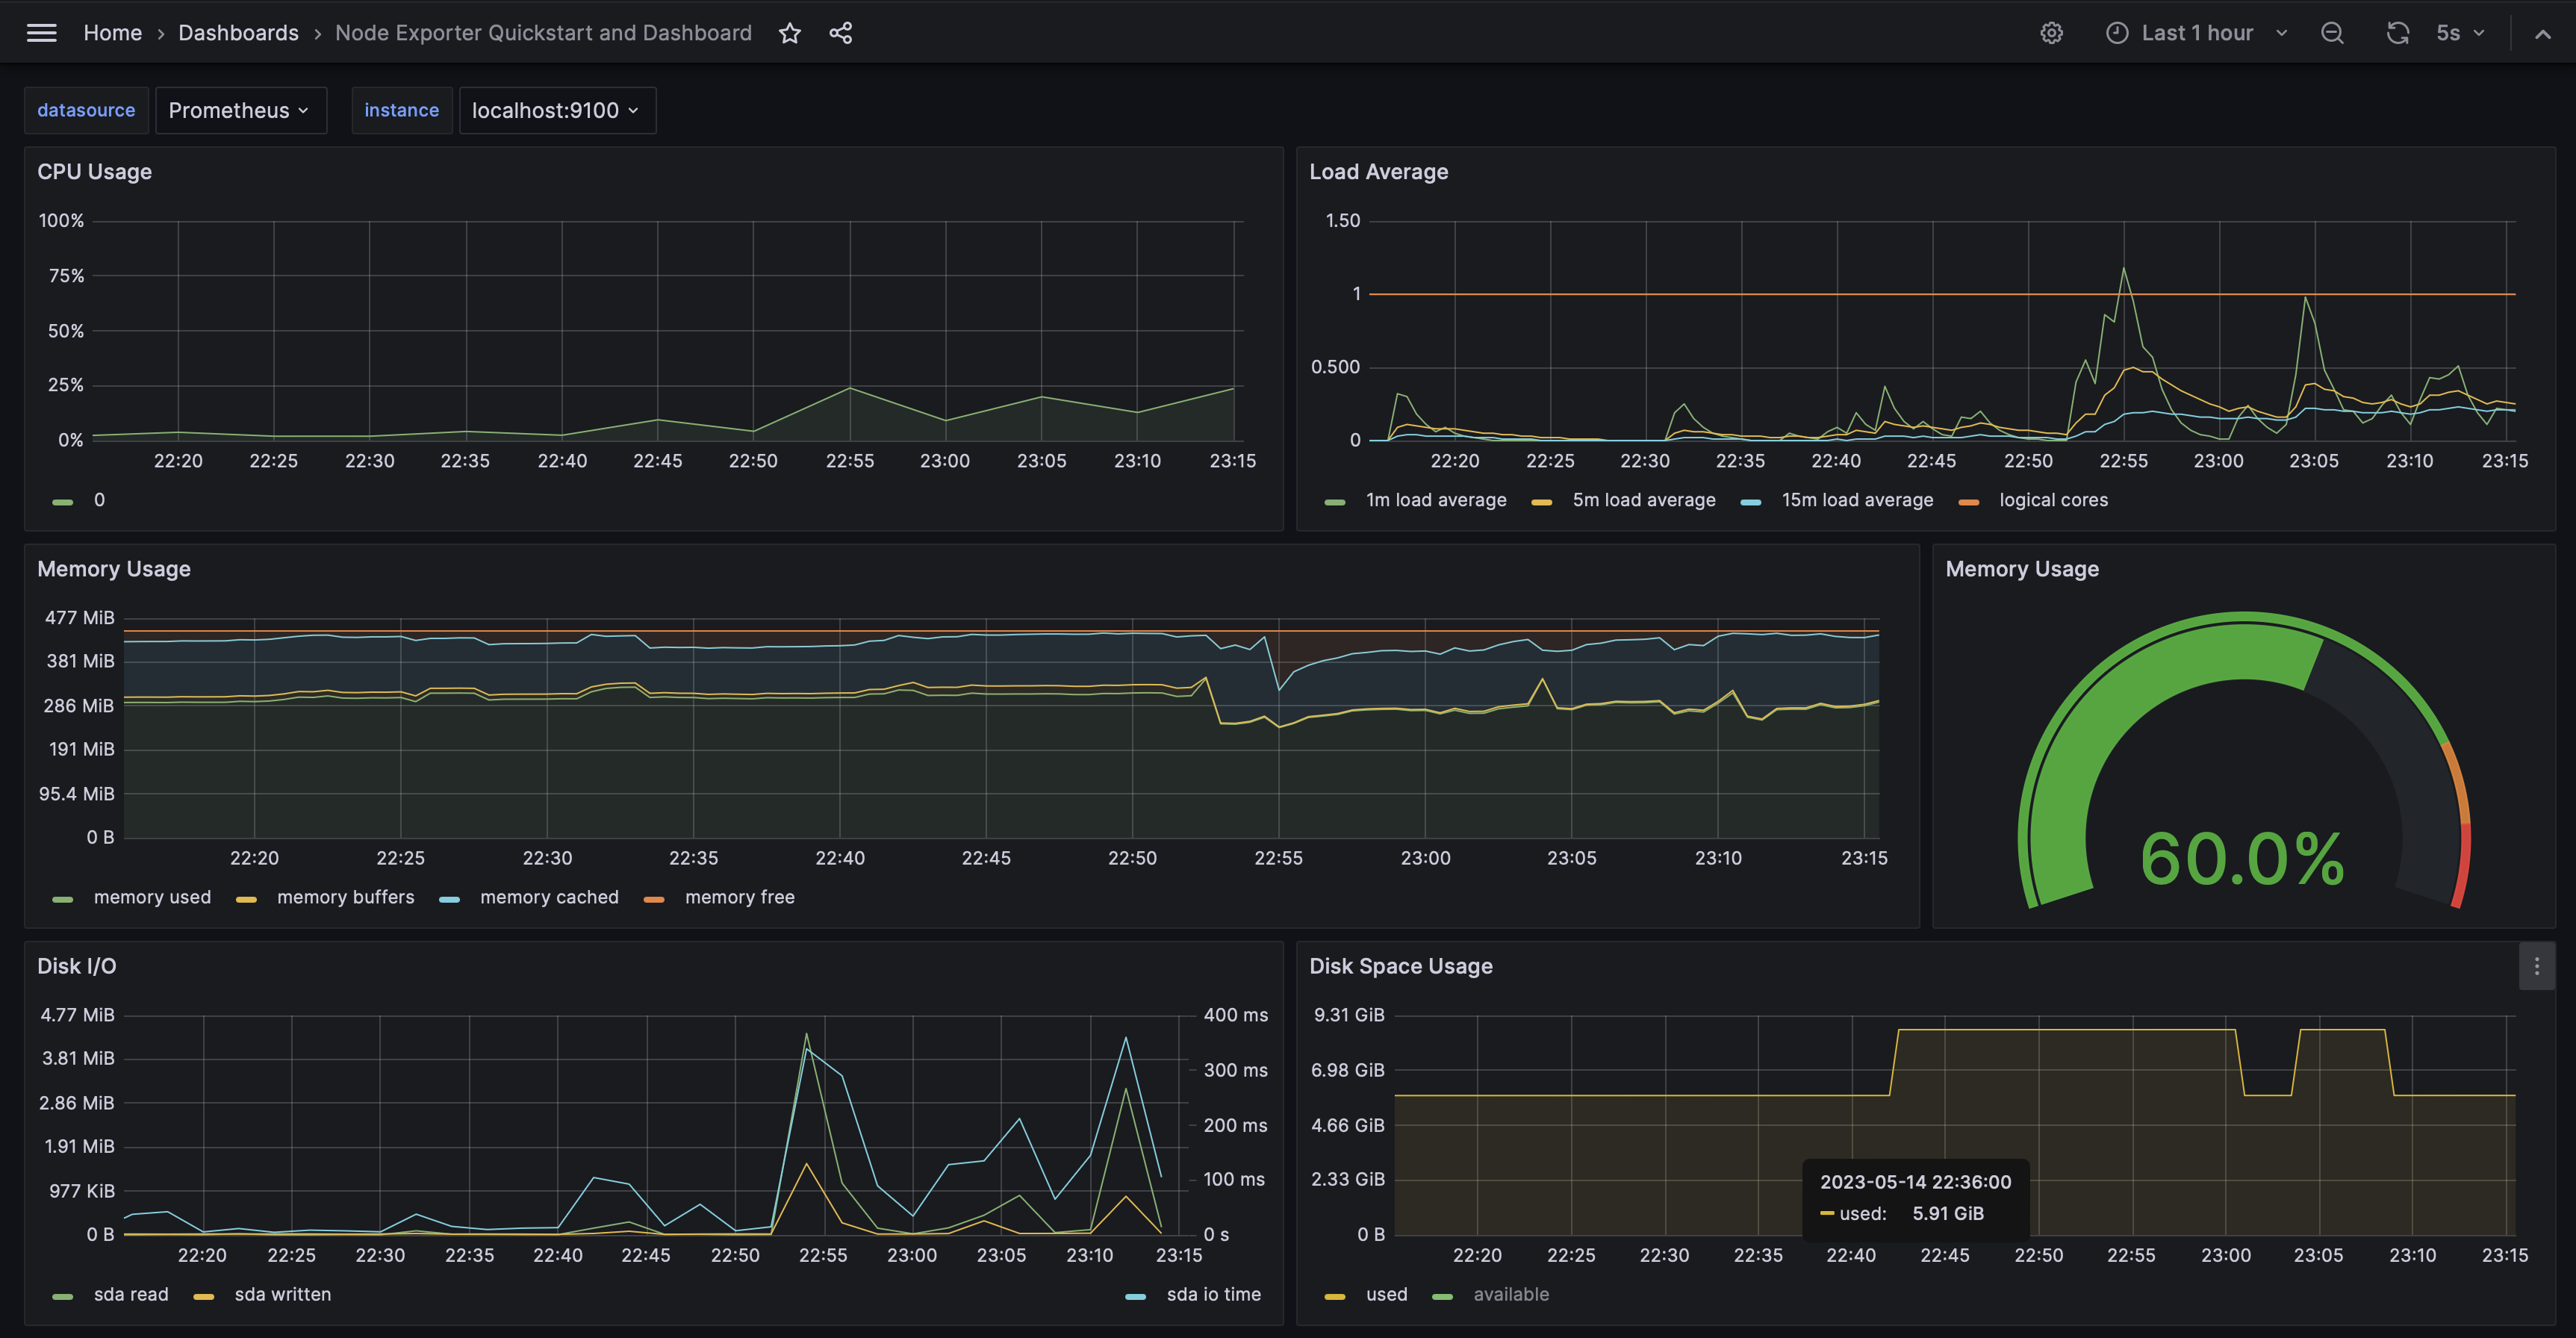 Home › Dashboards › Node Exporter Quickstart and Dashboard
Last 1 hour
5s
datasource Prometheus instance localhost:9100
CPU Usage
100%
75%
50%
25%
0%
22:20 22:25 22:30 22:35 22:40 22:45 22:50 22:55 23:00 23:05 23:10 23:15
0
Load Average
1.50
1
0.500
0
22:20 22:25 22:30 22:35 22:40 22:45 22:50 22:55 23:00 23:05 23:10 23:15
1m load average 5m load average 15m load average logical cores
Memory Usage
477 MiB
381 MiB
286 MiB
191 MiB
95.4 MiB
0 B
22:20 22:25 22:30 22:35 22:40 22:45 22:50 22:55 23:00 23:05 23:10 23:15
memory used memory buffers memory cached memory free
Memory Usage
60.0%
Disk I/O
4.77 MiB
3.81 MiB
2.86 MiB
1.91 MiB
977 KiB
0 B
400 ms
300 ms
200 ms
100 ms
0 s
22:20 22:25 22:30 22:35 22:40 22:45 22:50 22:55 23:00 23:05 23:10 23:15
sda read sda written sda io time
Disk Space Usage
9.31 GiB
6.98 GiB
4.66 GiB
2.33 GiB
0 B
2023-05-14 22:36:00
used: 5.91 GiB
22:20 22:25 22:30 22:35 22:40 22:45 22:50 22:55 23:00 23:05 23:10 23:15
used available